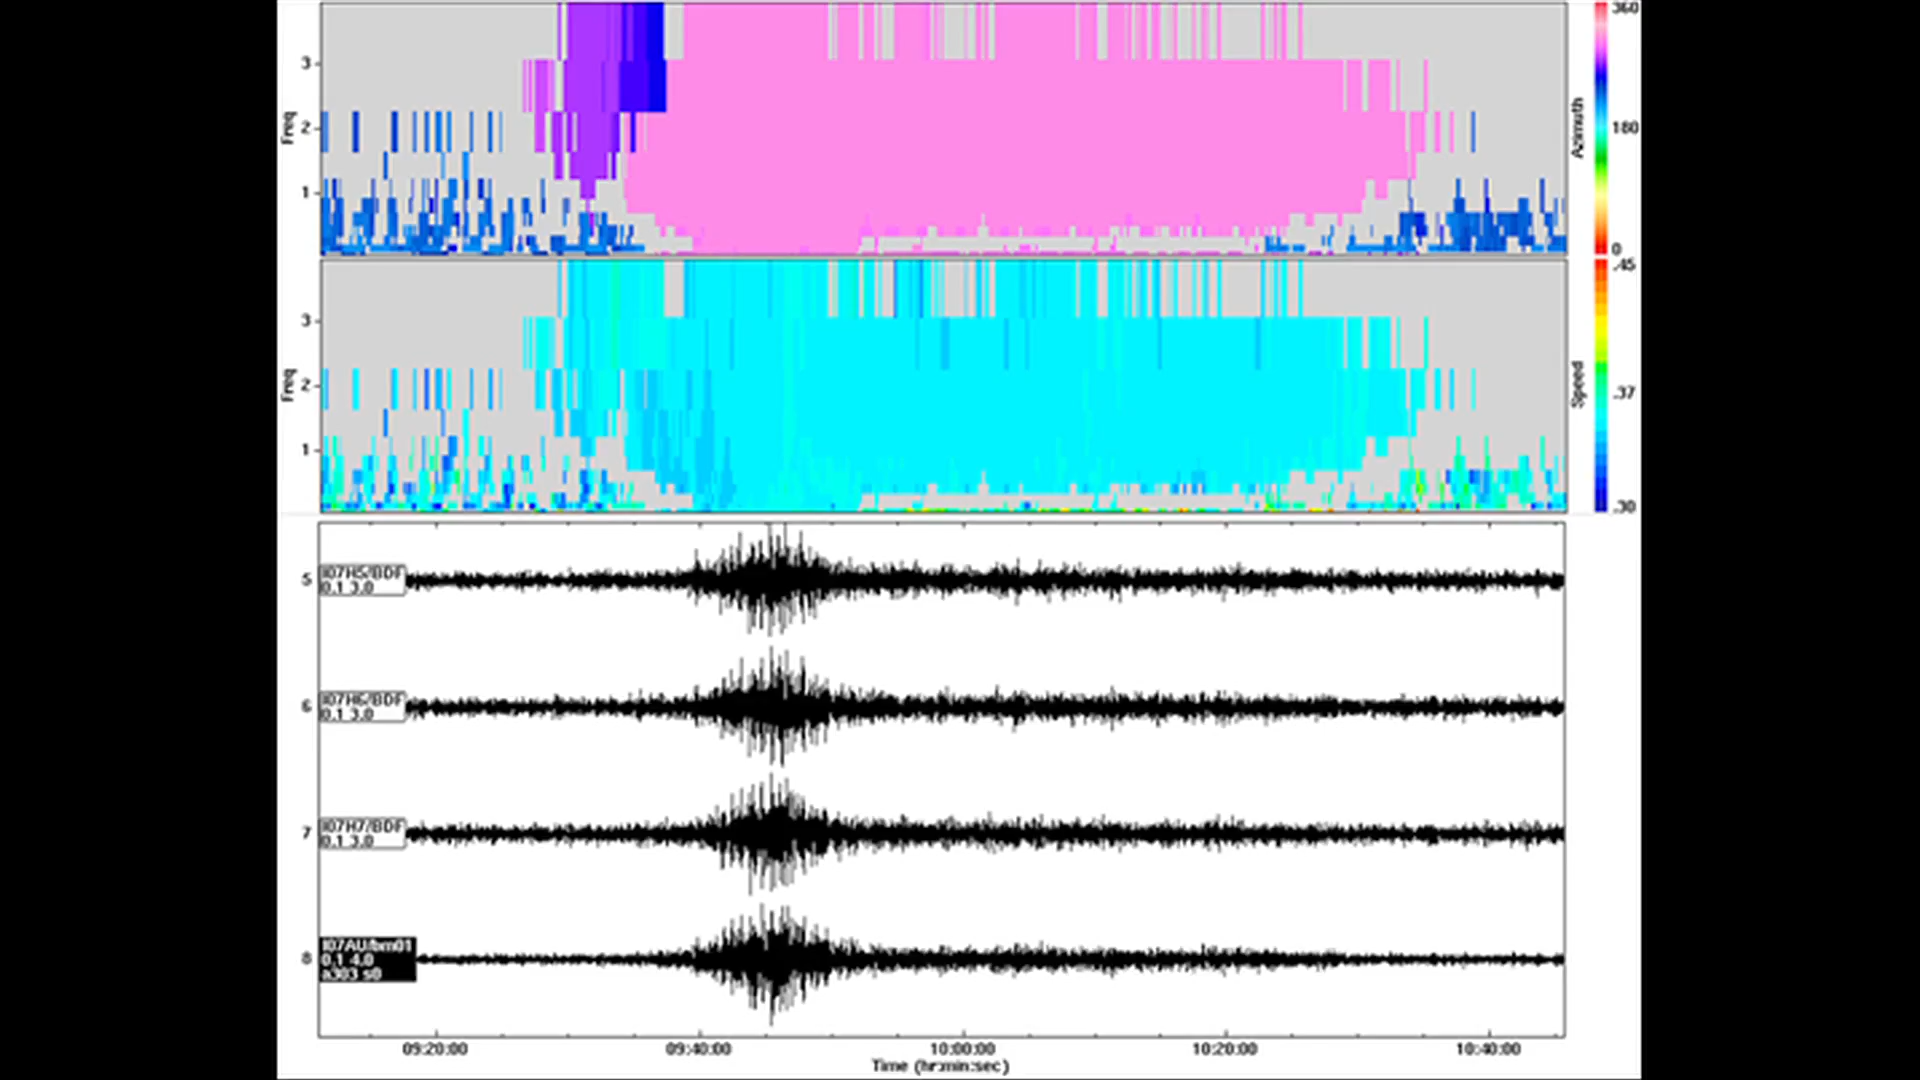 360
3
Freq
2
Azimuth
180
1
0
.45
3
Freq
2
Speed
.37
1
.30
5
I07H5/BDF
0.1 3.0
6
I07H6/BDF
0.1 3.0
7
I07H7/BDF
0.1 3.0
8
I07AU/bm01
0.1 4.0
a303 s0
09:20:00
09:40:00
10:00:00
10:20:00
10:40:00
Time (hr:min:sec)